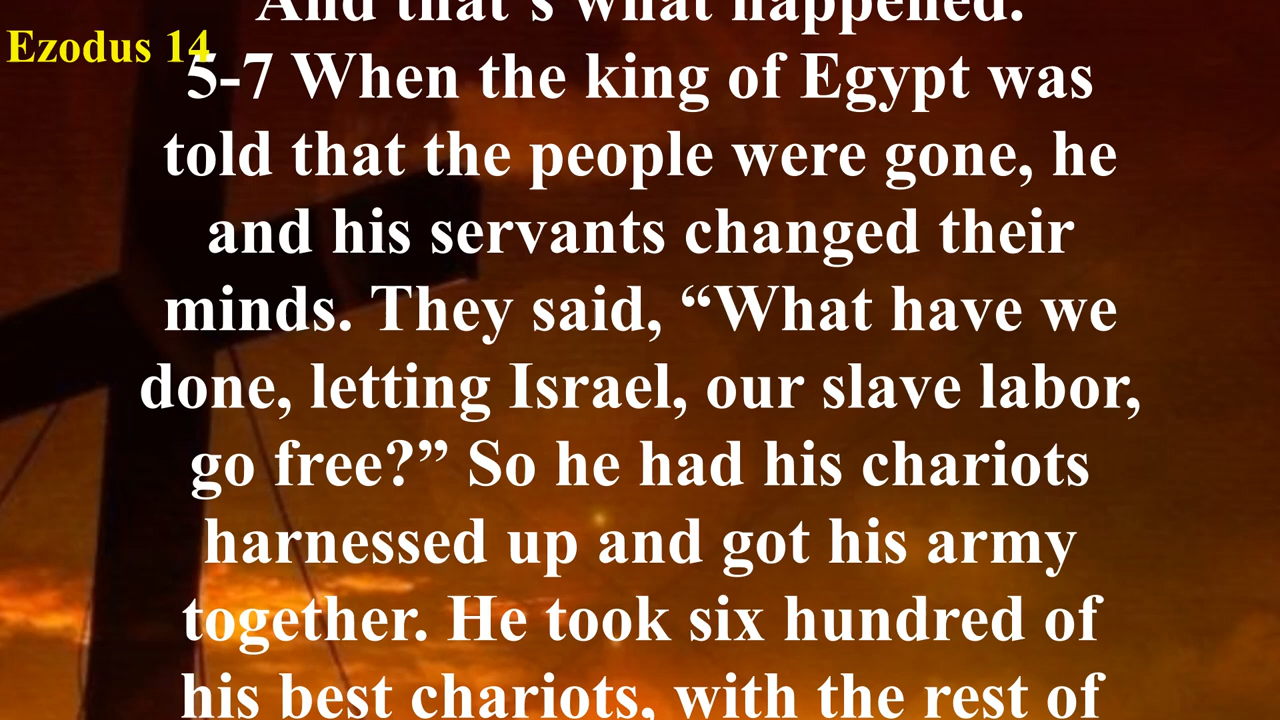 And that's what happened.
Ezodus 14
5-7 When the king of Egypt was
told that the people were gone, he
and his servants changed their
minds. They said, “What have we
done, letting Israel, our slave labor,
go free?” So he had his chariots
harnessed up and got his army
together. He took six hundred of
his best chariots, with the rest of